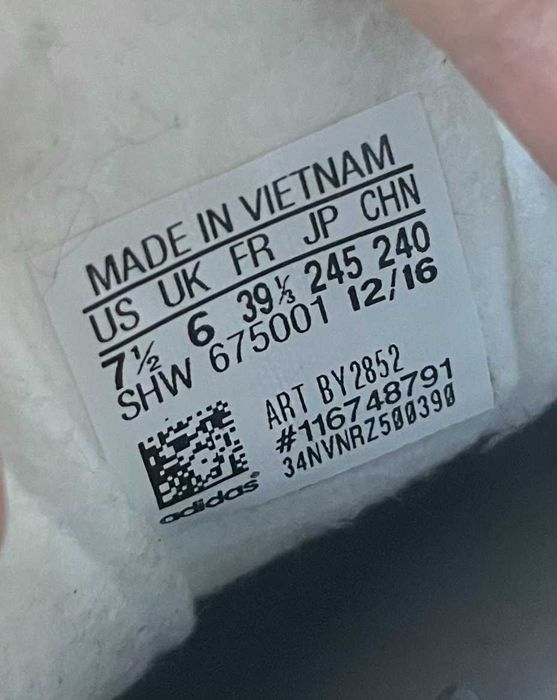 MADE IN VIETNAM
US UK FR JP CHN
7½ 6 39⅓ 245 240
SHW 675001 12/16
ART BY2852
#116748791
34NVNRZ500390
adidas®